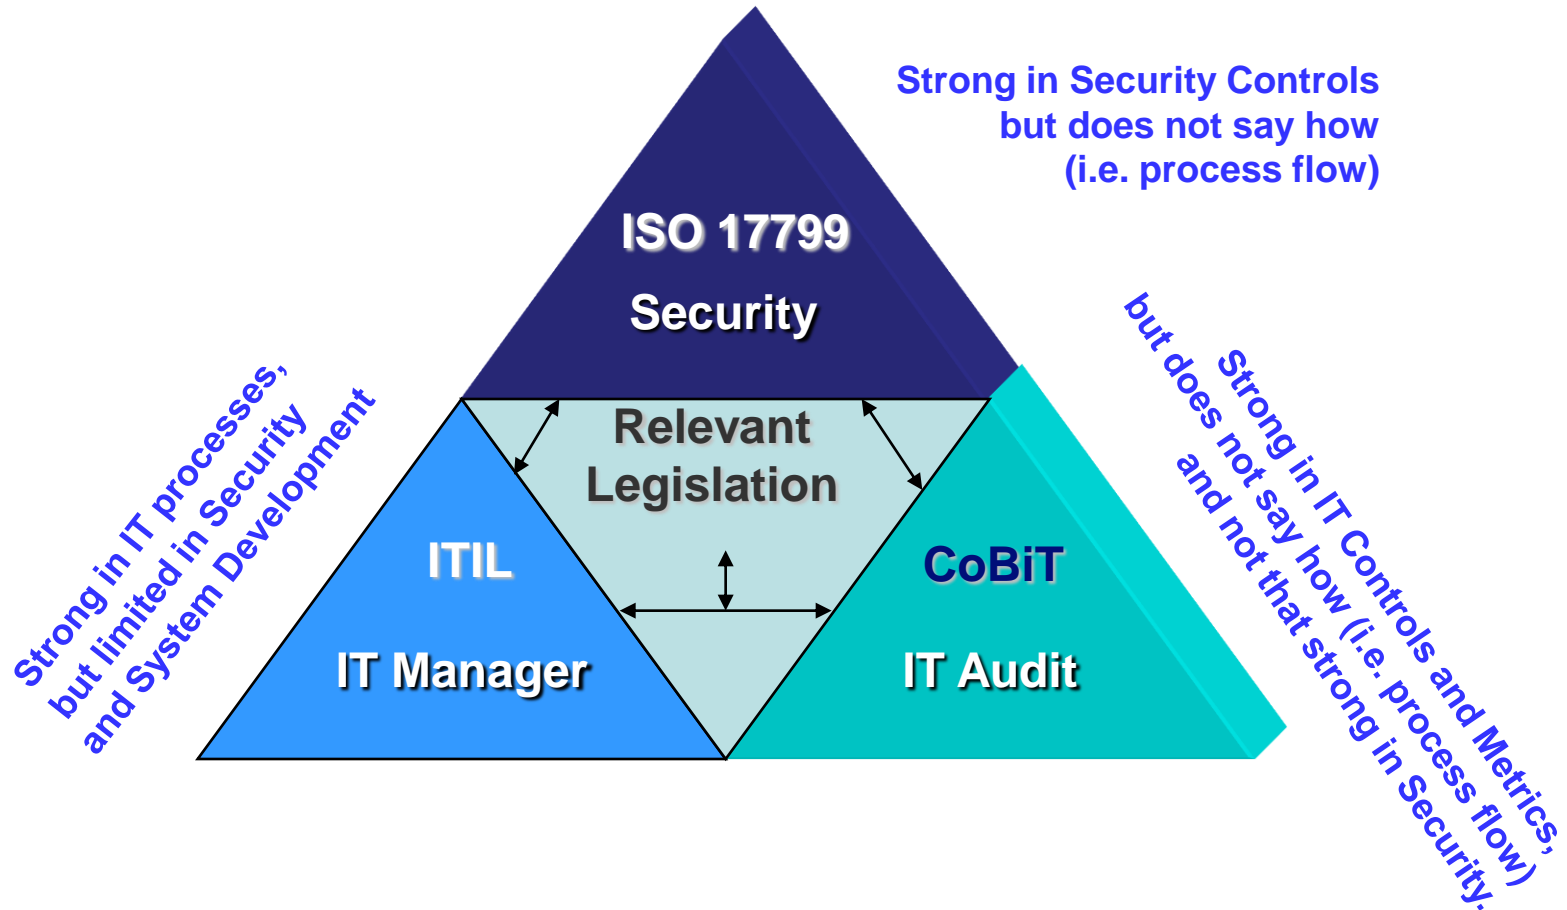 Strong in Security Controls
but does not say how
(i.e. process flow)
ISO 17799
Security
Relevant
Legislation
Strong in IT processes,
but limited in Security
and System Development
ITIL
IT Manager
CoBiT
IT Audit
Strong in IT Controls and Metrics,
but does not say how (i.e. process flow)
and not that strong in Security.